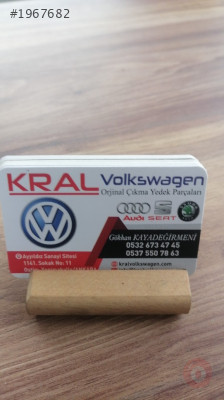 #1967682
KRAL Volkswagen
Orjinal Çıkma Yedek Parçaları
Audi SEAT
Gökhan KAYADEĞİRMENİ
0532 673 47 45
0537 550 78 63
Ayyıldız Sanayi Sitesi
1161. Sokak No: 11
kralvolkswagen.com